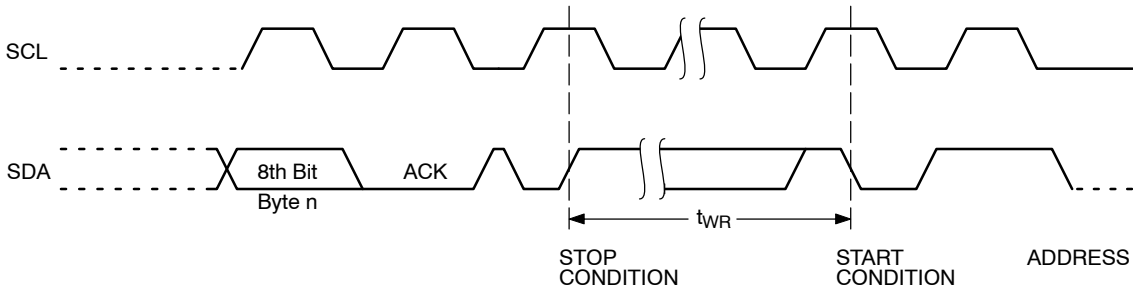 SCL
SDA
8th Bit
Byte n
ACK
tWR
STOP
CONDITION
START
CONDITION
ADDRESS